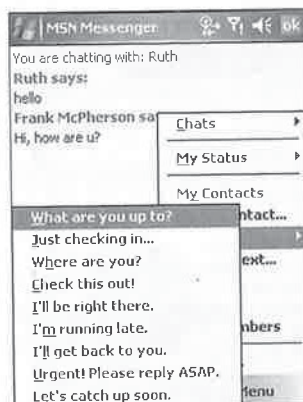 MSN Messenger ok
You are chatting with: Ruth
Ruth says:
hello
Frank McPherson sa
Hi, how are u?
Chats
My Status
My Contacts
ntact...
ext...
mbers
Menu
What are you up to?
Just checking in...
Where are you?
Check this out!
I'll be right there.
I'm running late.
I'll get back to you.
Urgent! Please reply ASAP.
Let's catch up soon.